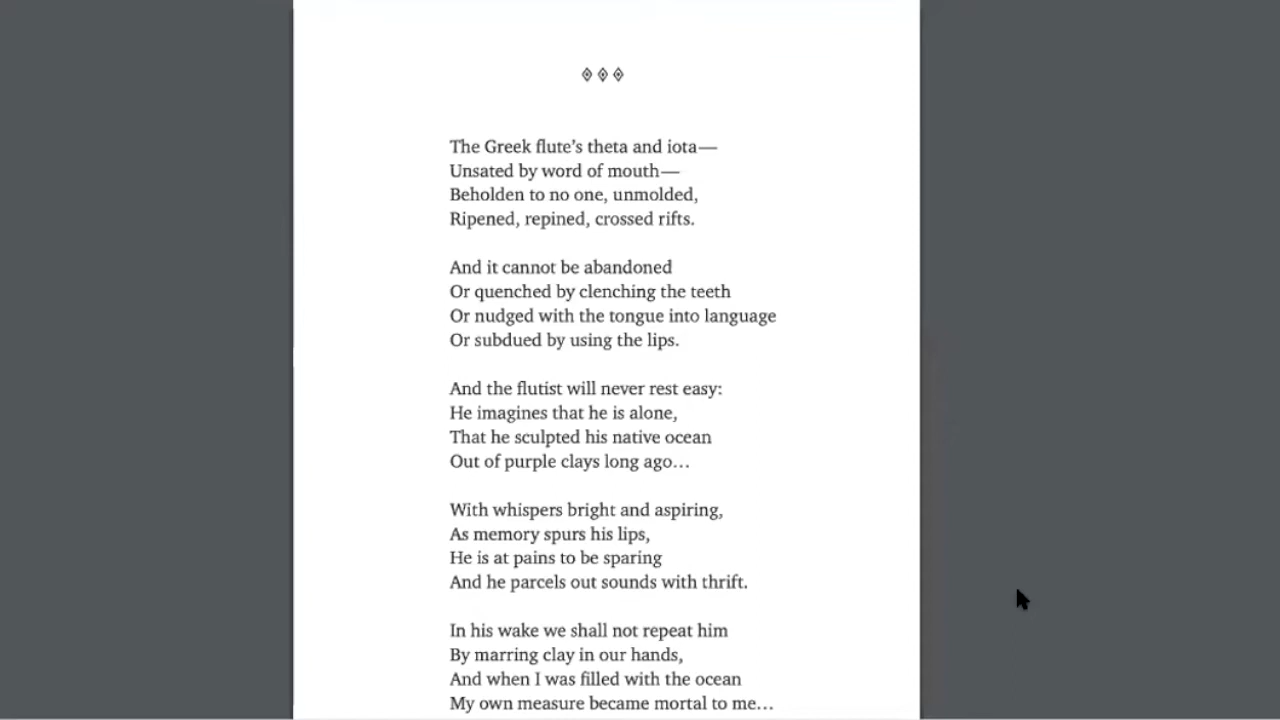 The Greek flute’s theta and iota—
Unsated by word of mouth—
Beholden to no one, unmolded,
Ripened, repined, crossed rifts.
And it cannot be abandoned
Or quenched by clenching the teeth
Or nudged with the tongue into language
Or subdued by using the lips.
And the flutist will never rest easy:
He imagines that he is alone,
That he sculpted his native ocean
Out of purple clays long ago…
With whispers bright and aspiring,
As memory spurs his lips,
He is at pains to be sparing
And he parcels out sounds with thrift.
In his wake we shall not repeat him
By marring clay in our hands,
And when I was filled with the ocean
My own measure became mortal to me…